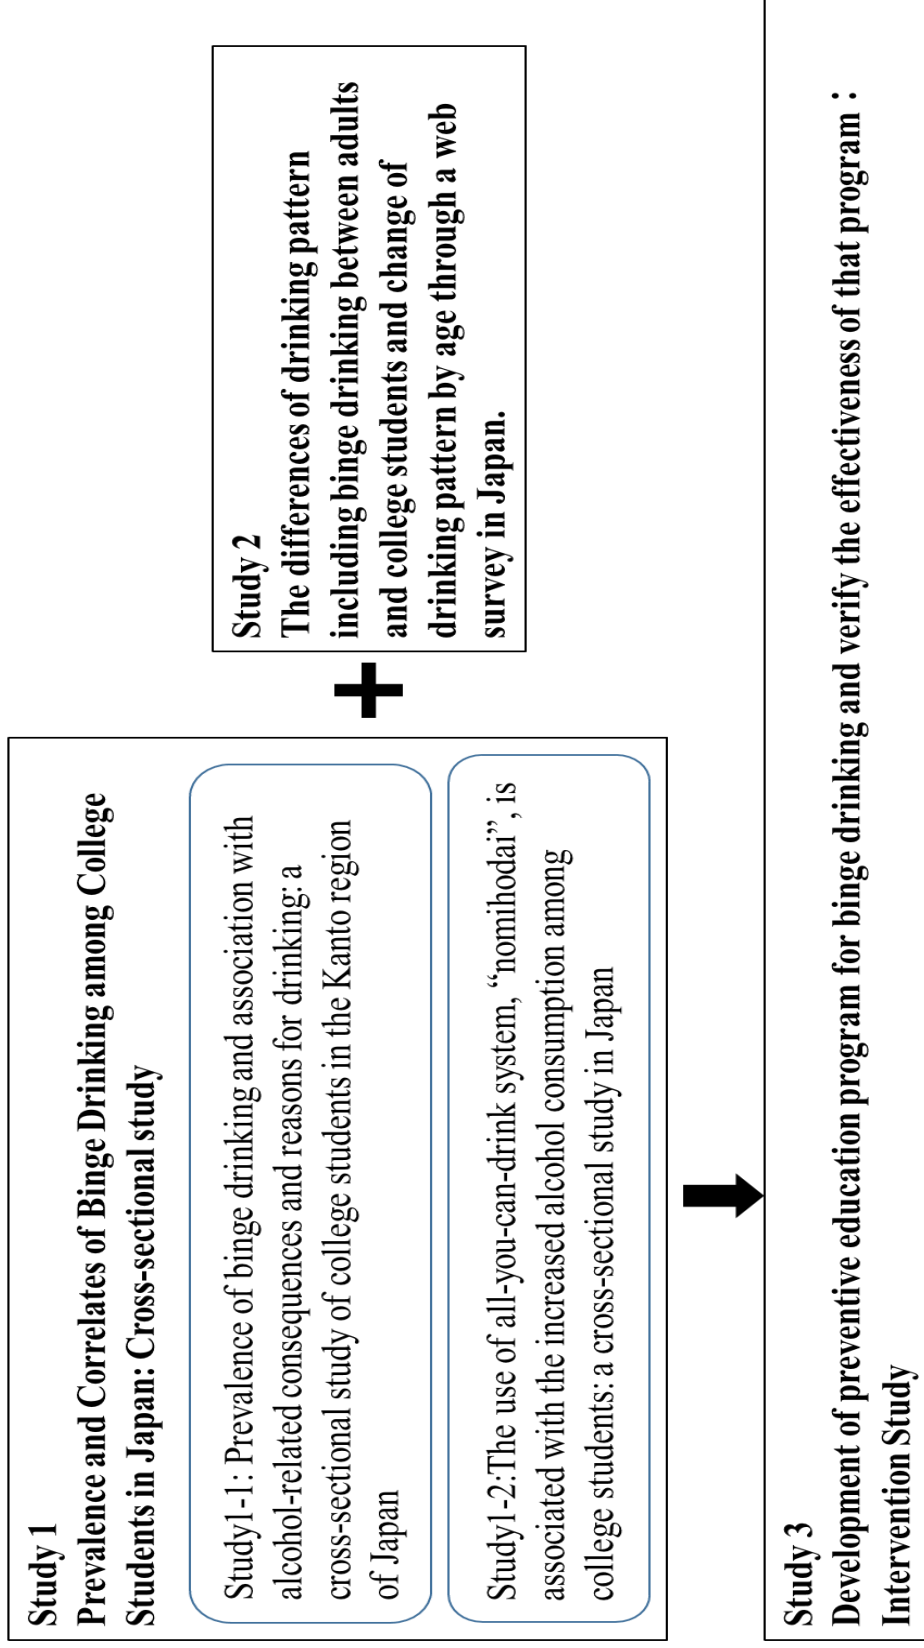 Study 1
Prevalence and Correlates of Binge Drinking among College
Students in Japan: Cross-sectional study
Study1-1: Prevalence of binge drinking and association with
alcohol-related consequences and reasons for drinking: a
cross-sectional study of college students in the Kanto region
of Japan
Study1-2:The use of all-you-can-drink system, “nomihodai”, is
associated with the increased alcohol consumption among
college students: a cross-sectional study in Japan
+
Study 2
The differences of drinking pattern
including binge drinking between adults
and college students and change of
drinking pattern by age through a web
survey in Japan.
Study 3
Development of preventive education program for binge drinking and verify the effectiveness of that program :
Intervention Study